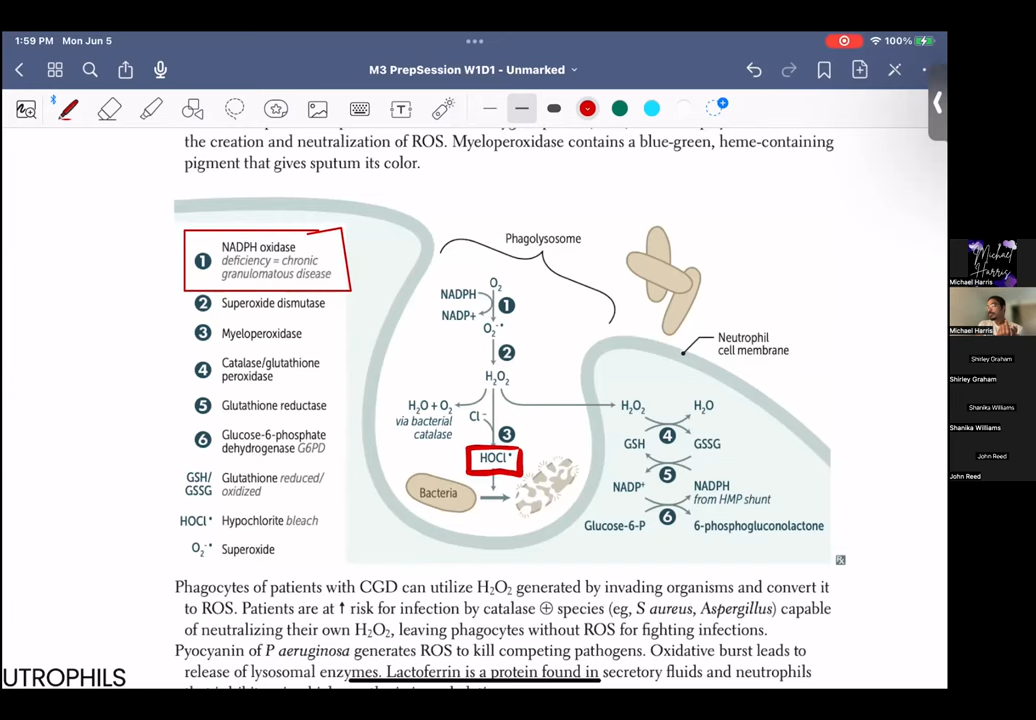 1:59 PM Mon Jun 5
100%
M3 PrepSession W1D1 - Unmarked
the creation and neutralization of ROS. Myeloperoxidase contains a blue-green, heme-containing
pigment that gives sputum its color.
1 NADPH oxidase
deficiency = chronic
granulomatous disease
2 Superoxide dismutase
3 Myeloperoxidase
4 Catalase/glutathione
peroxidase
5 Glutathione reductase
6 Glucose-6-phosphate
dehydrogenase G6PD
GSH/ Glutathione reduced/
GSSG oxidized
HOCl• Hypochlorite bleach
O₂⁻• Superoxide
Phagolysosome
O₂
NADPH
1
NADP+
O₂⁻•
2
H₂O₂
H₂O + O₂
via bacterial
catalase
Cl⁻
3
HOCl•
Bacteria
Neutrophil
cell membrane
H₂O₂ H₂O
4
GSH GSSG
5
NADP⁺ NADPH
from HMP shunt
6
Glucose-6-P 6-phosphogluconolactone
Phagocytes of patients with CGD can utilize H₂O₂ generated by invading organisms and convert it
to ROS. Patients are at ↑ risk for infection by catalase ⊕ species (eg, S aureus, Aspergillus) capable
of neutralizing their own H₂O₂, leaving phagocytes without ROS for fighting infections.
Pyocyanin of P aeruginosa generates ROS to kill competing pathogens. Oxidative burst leads to
release of lysosomal enzymes. Lactoferrin is a protein found in secretory fluids and neutrophils
UTROPHILS
Michael
Harris
Michael Harris
Michael Harris
Shirley Graham
Shirley Graham
Shanika Williams
Shanika Williams
John Reed
John Reed